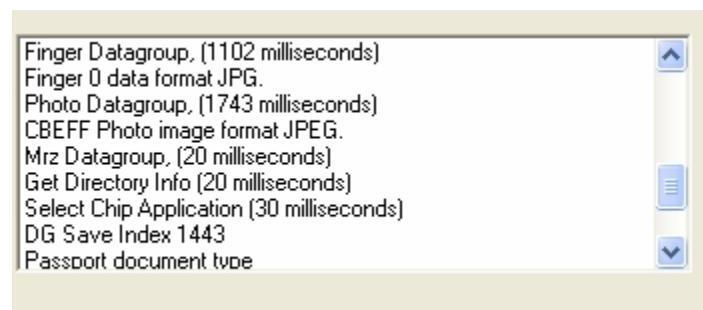 Finger Datagroup, (1102 milliseconds)
Finger 0 data format JPG.
Photo Datagroup, (1743 milliseconds)
CBEFF Photo image format JPEG.
Mrz Datagroup, (20 milliseconds)
Get Directory Info (20 milliseconds)
Select Chip Application (30 milliseconds)
DG Save Index 1443
Passport document type